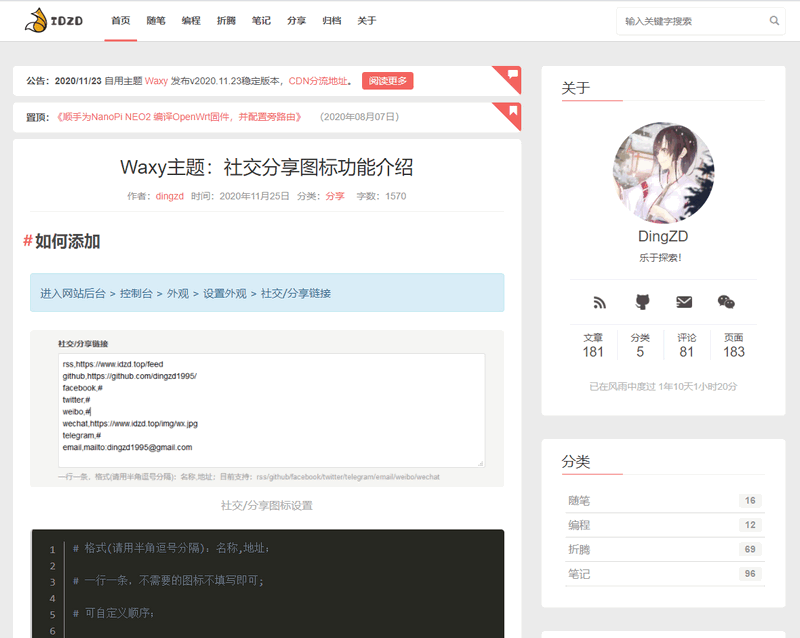 IDZD
首页 随笔 编程 折腾 笔记 分享 归档 关于
输入关键字搜索
公告：2020/11/23 自用主题 Waxy 发布v2020.11.23稳定版本，CDN分流地址。 阅读更多
置顶：《顺手为NanoPi NEO2 编译OpenWrt固件，并配置旁路由》 （2020年08月07日）
Waxy主题：社交分享图标功能介绍
作者：dingzd 时间：2020年11月25日 分类：分享 字数：1570
#如何添加
进入网站后台 > 控制台 > 外观 > 设置外观 > 社交/分享链接
社交/分享链接
rss,https://www.idzd.top/feed
github,https://github.com/dingzd1995/
facebook,#
twitter,#
weibo,#
wechat,https://www.idzd.top/img/wx.jpg
telegram,#
email,mailto:dingzd1995@gmail.com
一行一条，格式(请用半角逗号分隔)：名称,地址；目前支持：rss/github/facebook/twitter/telegram/email/weibo/wechat
社交/分享图标设置
1 # 格式(请用半角逗号分隔)：名称,地址；
2
3 # 一行一条，不需要的图标不填写即可；
4
5 # 可自定义顺序；
6
关于
DingZD
乐于探索!
文章 分类 评论 页面
181 5 81 183
已在风雨中度过 1年10天1小时20分
分类
随笔 16
编程 12
折腾 69
笔记 96